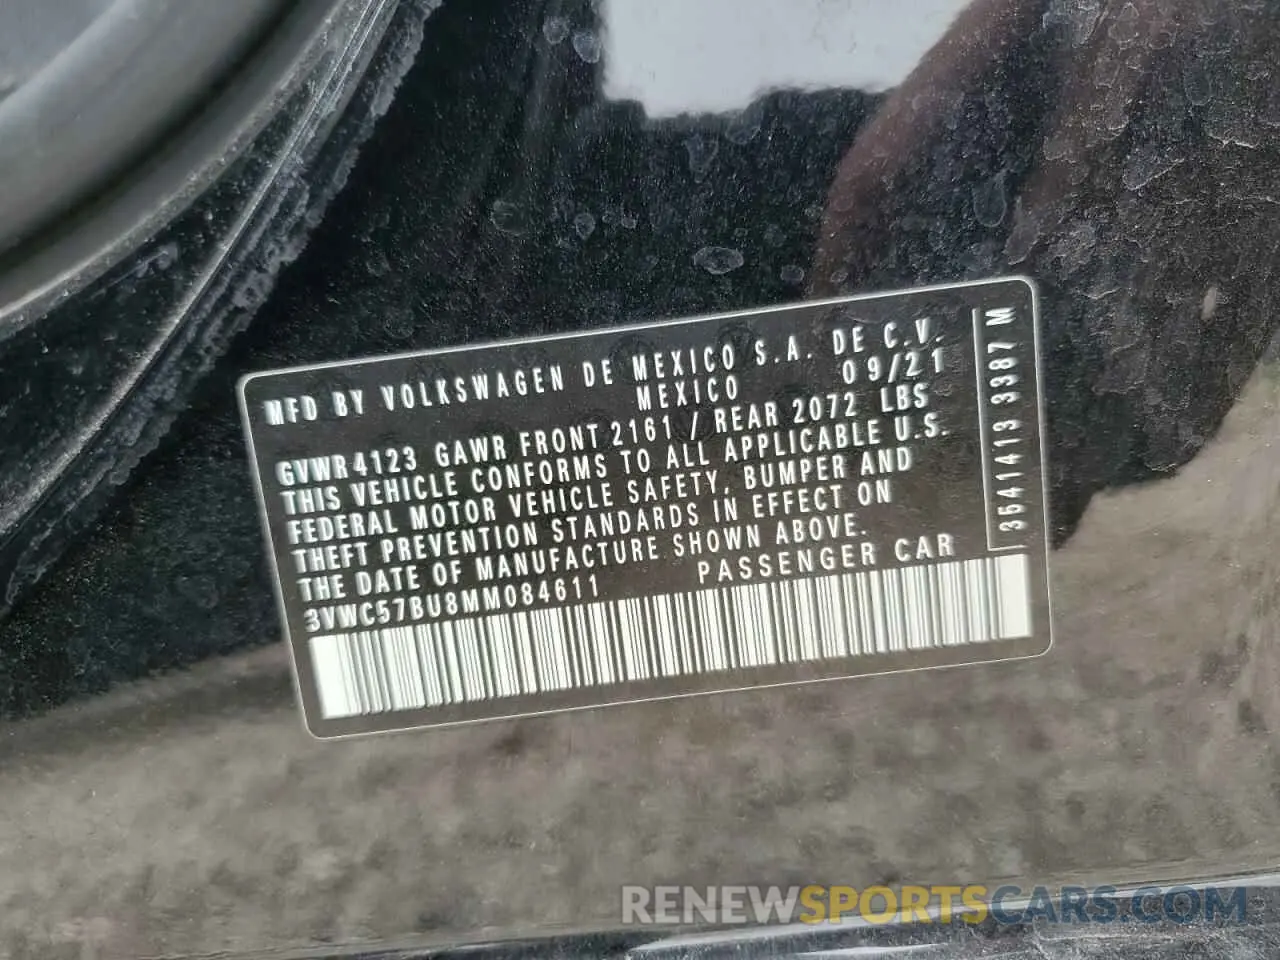 MFD BY VOLKSWAGEN DE MEXICO S.A. DE C.V.
MEXICO 09/21
GVWR 4123 GAWR FRONT 2161 / REAR 2072 LBS
THIS VEHICLE CONFORMS TO ALL APPLICABLE U.S.
FEDERAL MOTOR VEHICLE SAFETY, BUMPER AND
THEFT PREVENTION STANDARDS IN EFFECT ON
THE DATE OF MANUFACTURE SHOWN ABOVE.
3VWC57BU8MM084611 PASSENGER CAR
3541413 3387 M
RENEWSPORTSCARS.COM